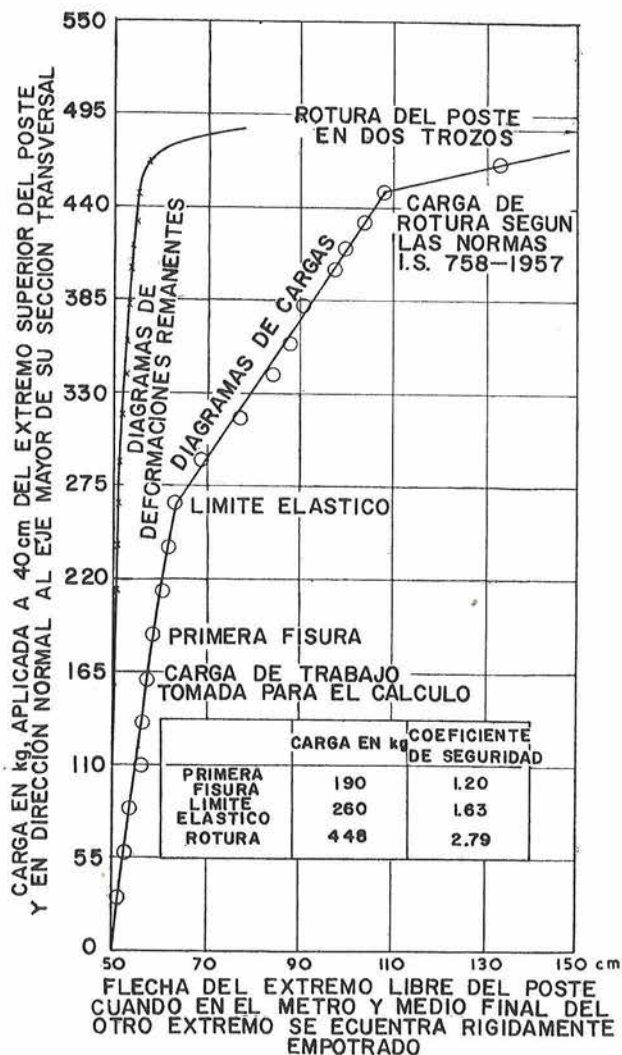 CARGA EN kg, APLICADA A 40 cm DEL EXTREMO SUPERIOR DEL POSTE
Y EN DIRECCIÓN NORMAL AL EJE MAYOR DE SU SECCION TRANSVERSAL
550
495
440
385
330
275
220
165
110
55
0
ROTURA DEL POSTE
EN DOS TROZOS
CARGA DE
ROTURA SEGUN
LAS NORMAS
I.S. 758-1957
DIAGRAMAS DE
DEFORMACIONES REMANENTES
DIAGRAMAS DE CARGAS
LIMITE ELASTICO
PRIMERA FISURA
CARGA DE TRABAJO
TOMADA PARA EL CALCULO
CARGA EN kg
COEFICIENTE
DE SEGURIDAD
PRIMERA
FISURA
190
1.20
LIMITE
ELASTICO
260
1.63
ROTURA
448
2.79
50
70
90
110
130
150 cm
FLECHA DEL EXTREMO LIBRE DEL POSTE
CUANDO EN EL METRO Y MEDIO FINAL DEL
OTRO EXTREMO SE ECUENTRA RIGIDAMENTE
EMPOTRADO